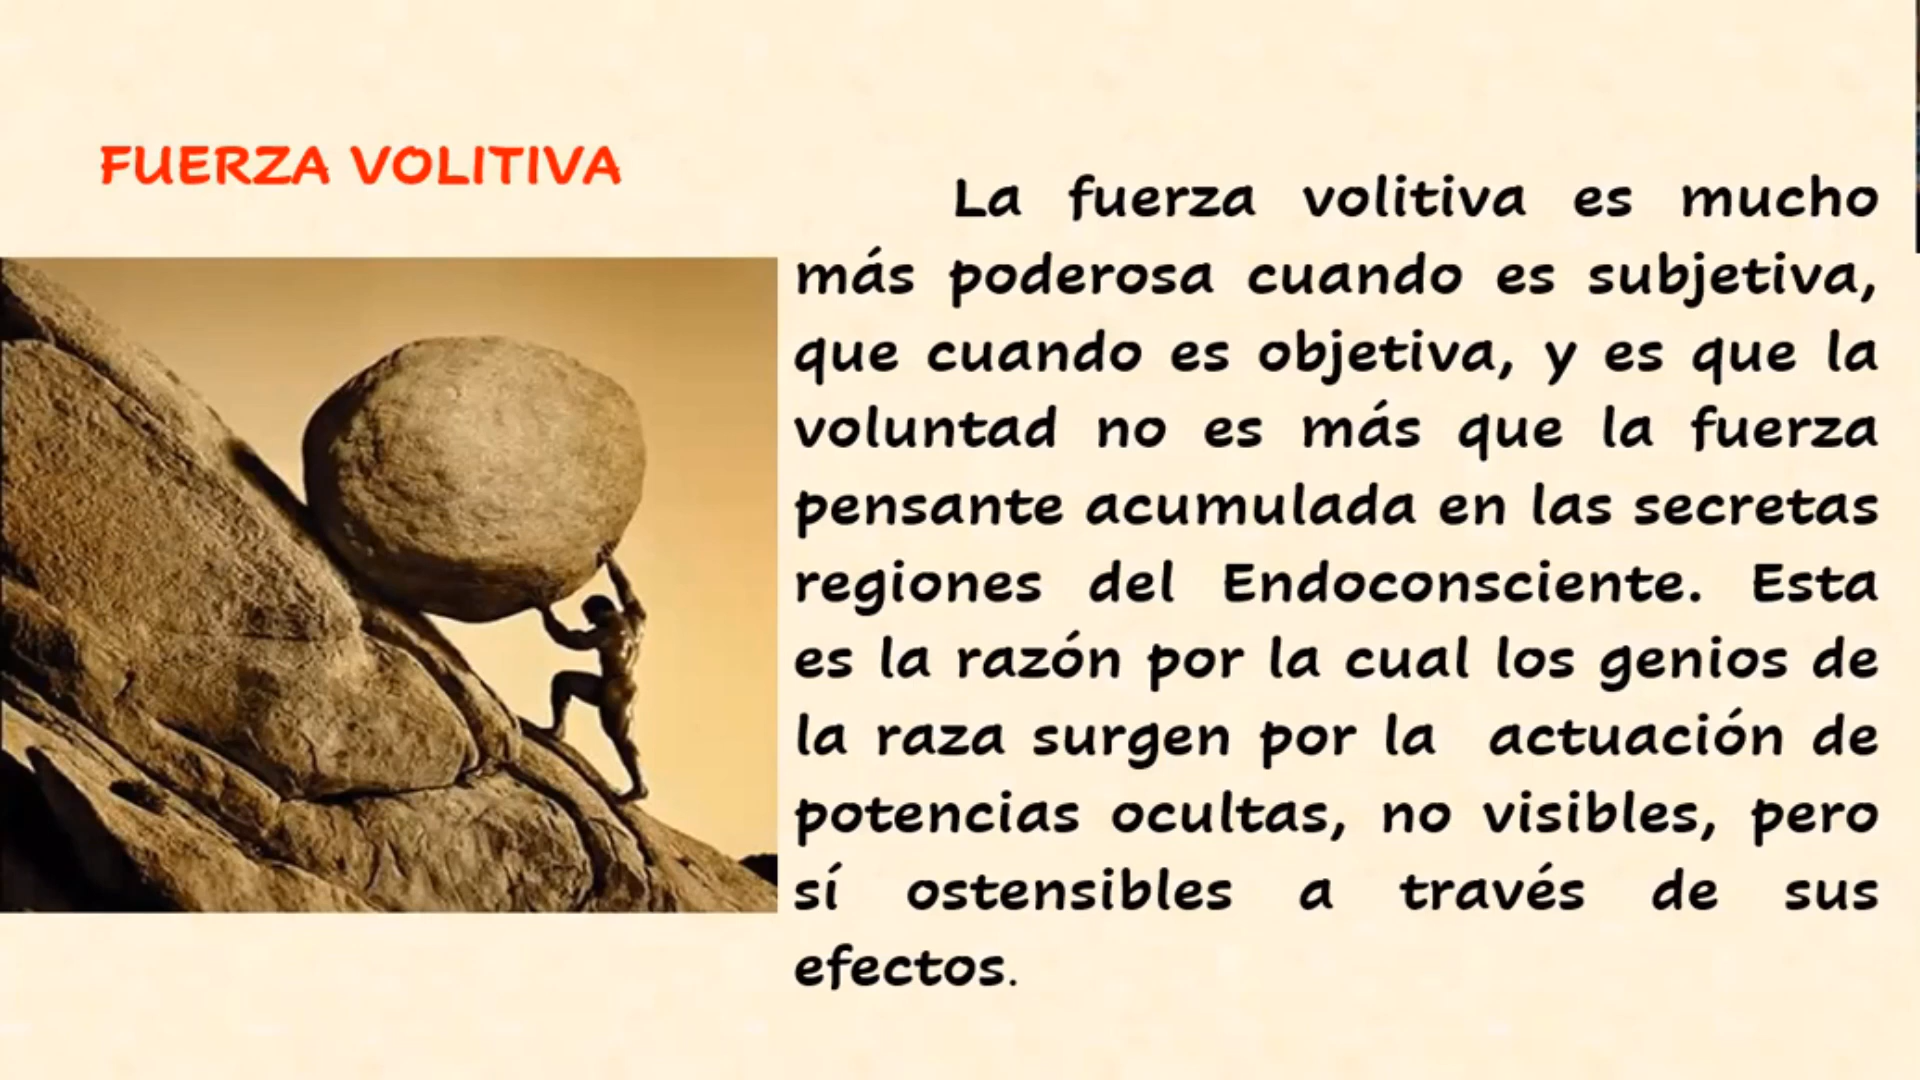 FUERZA VOLITIVA
La fuerza volitiva es mucho
más poderosa cuando es subjetiva,
que cuando es objetiva, y es que la
voluntad no es más que la fuerza
pensante acumulada en las secretas
regiones del Endoconsciente. Esta
es la razón por la cual los genios de
la raza surgen por la actuación de
potencias ocultas, no visibles, pero
sí ostensibles a través de sus
efectos.